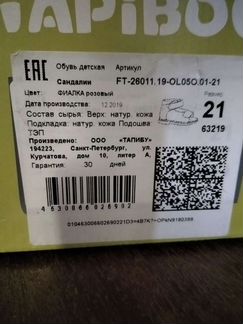 TAPIBOO
EAC
Обувь детская Артикул
Сандалии FT-26011.19-OL05O.01-21
Цвет: ФИАЛКА розовый
Размер
Дата производства: 12.2019
21
63219
Состав сырья: Верх: натур. кожа
Подкладка: натур. кожа Подошва:
ТЭП
Произведено: ООО «ТАПИБУ»
194223, Санкт-Петербург, ул.
Курчатова, дом 10, литер А,
Гарантия: 30 дней
4630066026902